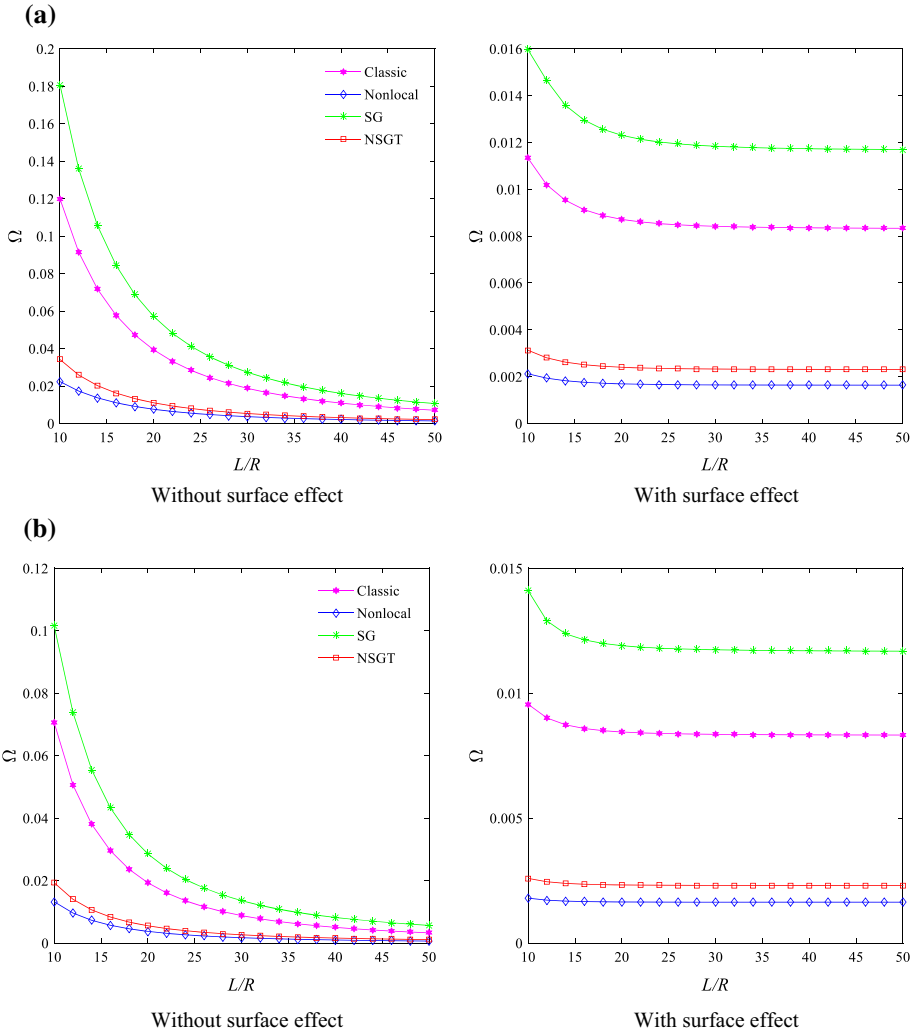 (a)
0.2
0.18
0.16
0.14
0.12
0.1
0.08
0.06
0.04
0.02
0
Ω
10 15 20 25 30 35 40 45 50
L/R
Classic
Nonlocal
SG
NSGT
Without surface effect
0.016
0.014
0.012
0.01
0.008
0.006
0.004
0.002
0
Ω
10 15 20 25 30 35 40 45 50
L/R
With surface effect
(b)
0.12
0.1
0.08
0.06
0.04
0.02
0
Ω
10 15 20 25 30 35 40 45 50
L/R
Classic
Nonlocal
SG
NSGT
Without surface effect
0.015
0.01
0.005
0
Ω
10 15 20 25 30 35 40 45 50
L/R
With surface effect